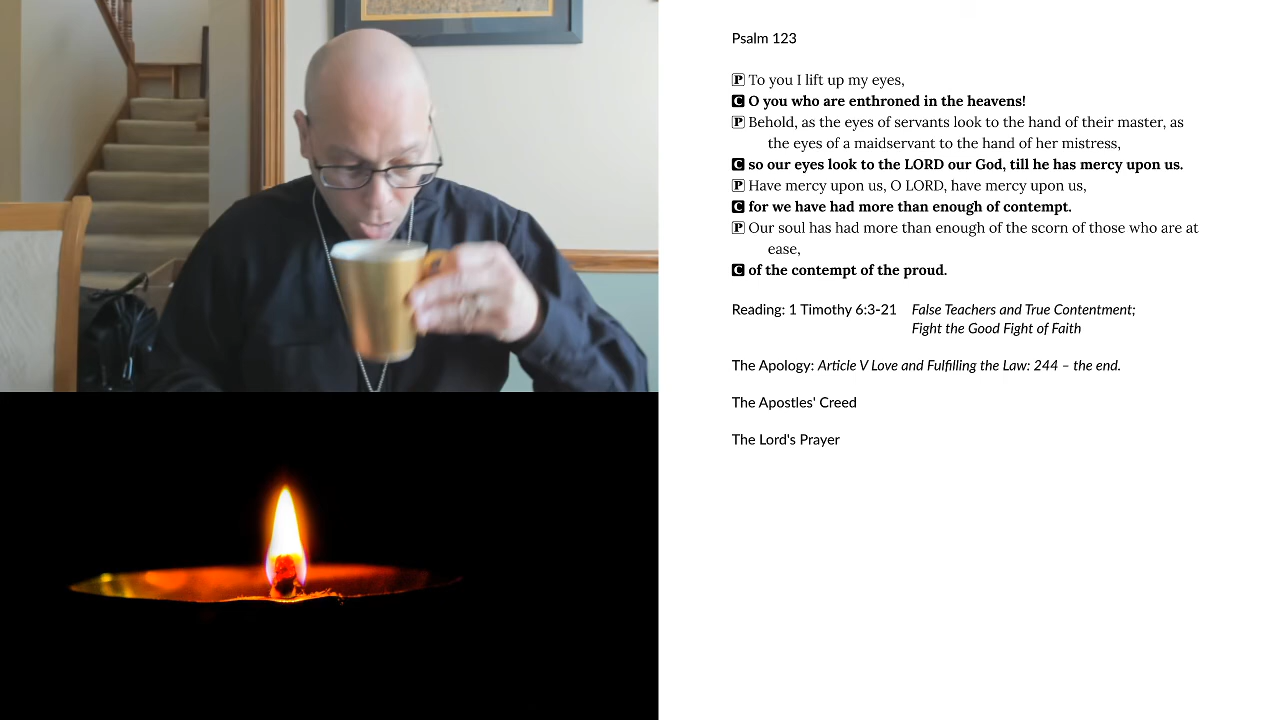 Psalm 123
P To you I lift up my eyes,
C O you who are enthroned in the heavens!
P Behold, as the eyes of servants look to the hand of their master, as
the eyes of a maidservant to the hand of her mistress,
C so our eyes look to the LORD our God, till he has mercy upon us.
P Have mercy upon us, O LORD, have mercy upon us,
C for we have had more than enough of contempt.
P Our soul has had more than enough of the scorn of those who are at
ease,
C of the contempt of the proud.
Reading: 1 Timothy 6:3-21 False Teachers and True Contentment;
Fight the Good Fight of Faith
The Apology: Article V Love and Fulfilling the Law: 244 – the end.
The Apostles' Creed
The Lord's Prayer